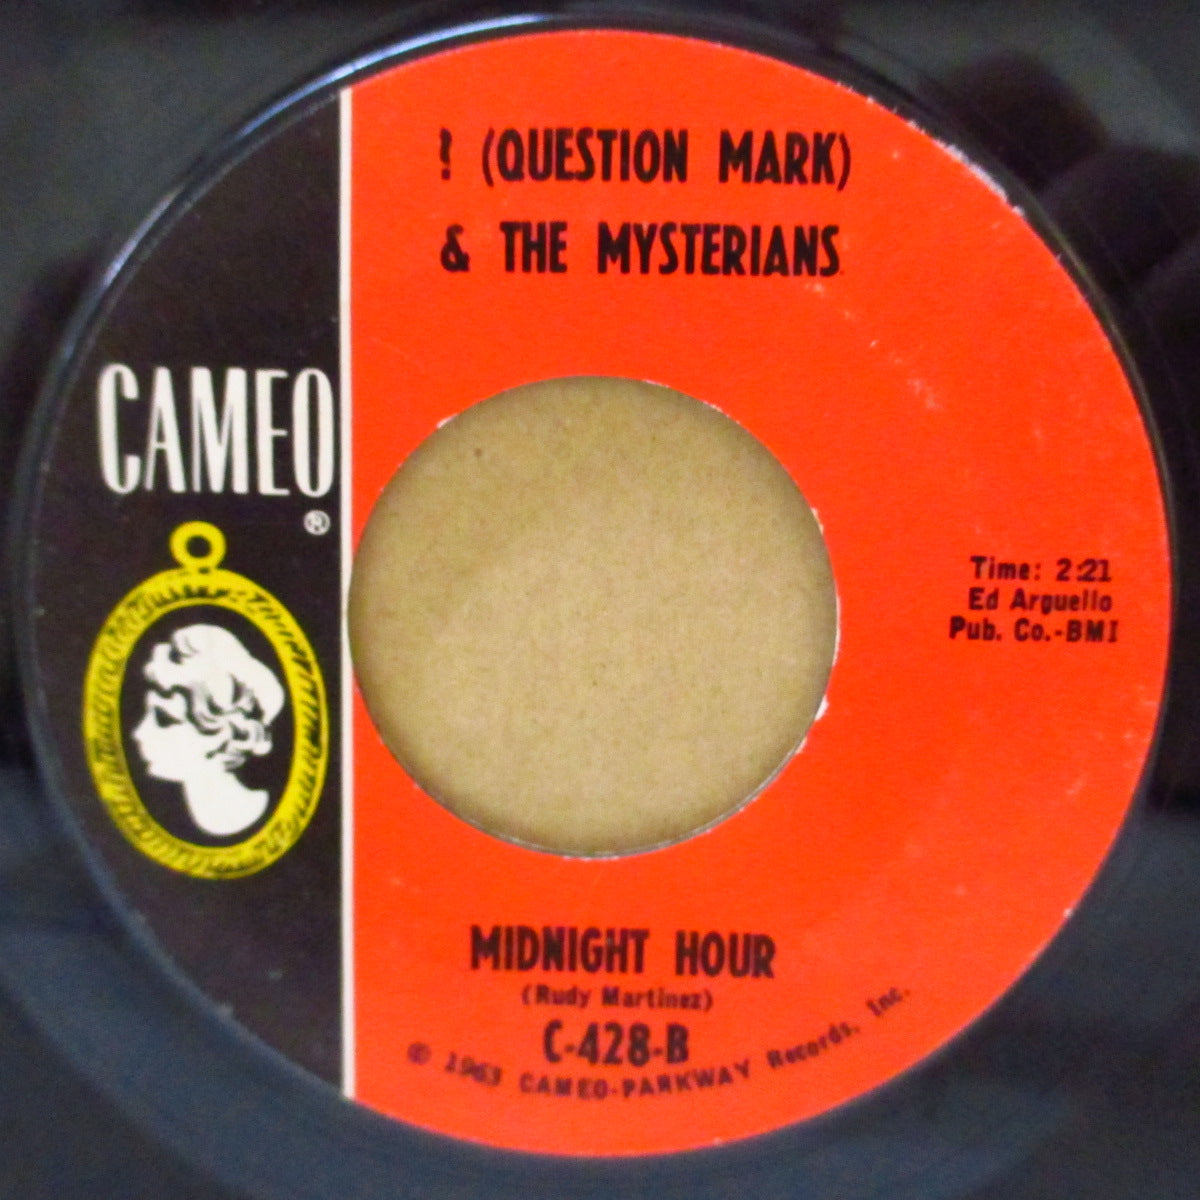 ? (QUESTION MARK)
& THE MYSTERIANS
CAMEO
®
Time: 2:21
Ed Arguello
Pub. Co.-BMI
MIDNIGHT HOUR
(Rudy Martinez)
C-428-B
© 1963 CAMEO-PARKWAY Records, Inc.